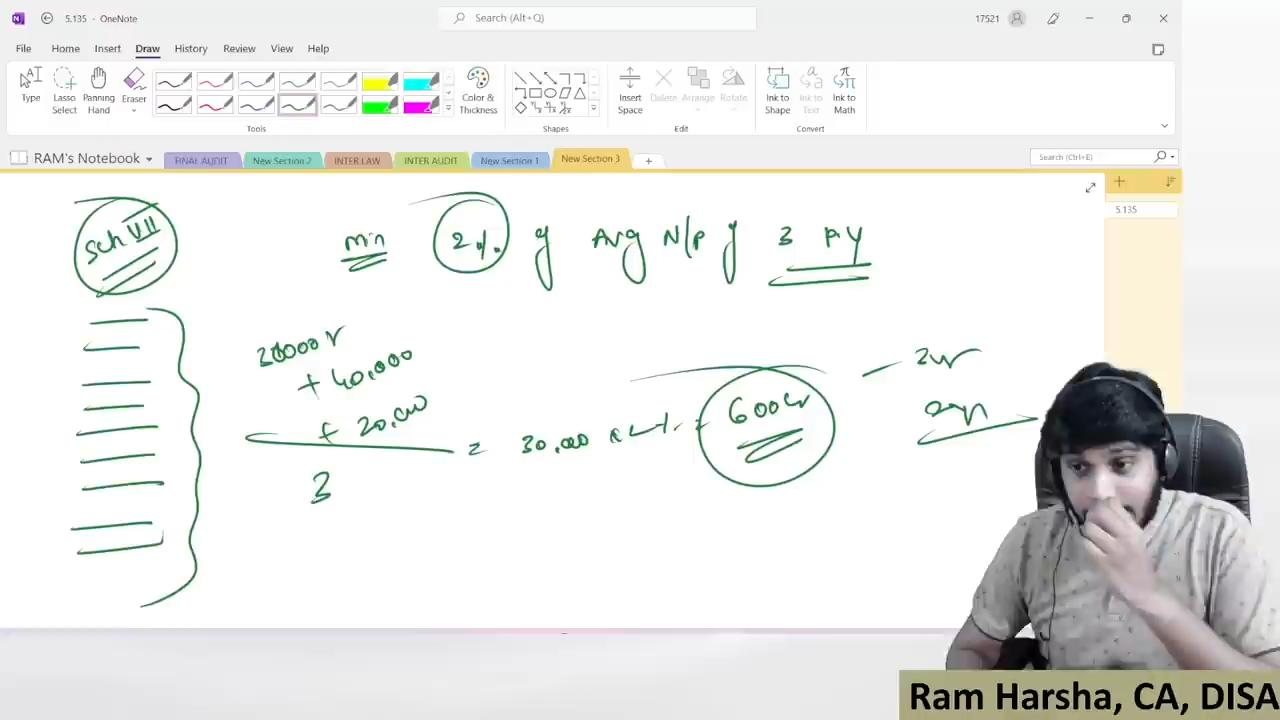 5.135 - OneNote
Search (Alt+Q)
17521
File Home Insert Draw History Review View Help
Type
Lasso Select
Panning Hand
Eraser
Color & Thickness
Insert Space
Delete
Arrange
Rotate
Ink to Shape
Ink to Text
Ink to Math
Tools
Shapes
Edit
Convert
RAM's Notebook
FINAL AUDIT
New Section 2
INTER LAW
INTER AUDIT
New Section 1
New Section 3
Search (Ctrl+E)
5.135
Sch VII
min 2% of Avg N/P of 3 PY
+ 40,000
+ 20,000
3
= 30,000
= 600 cr
Ram Harsha, CA, DISA